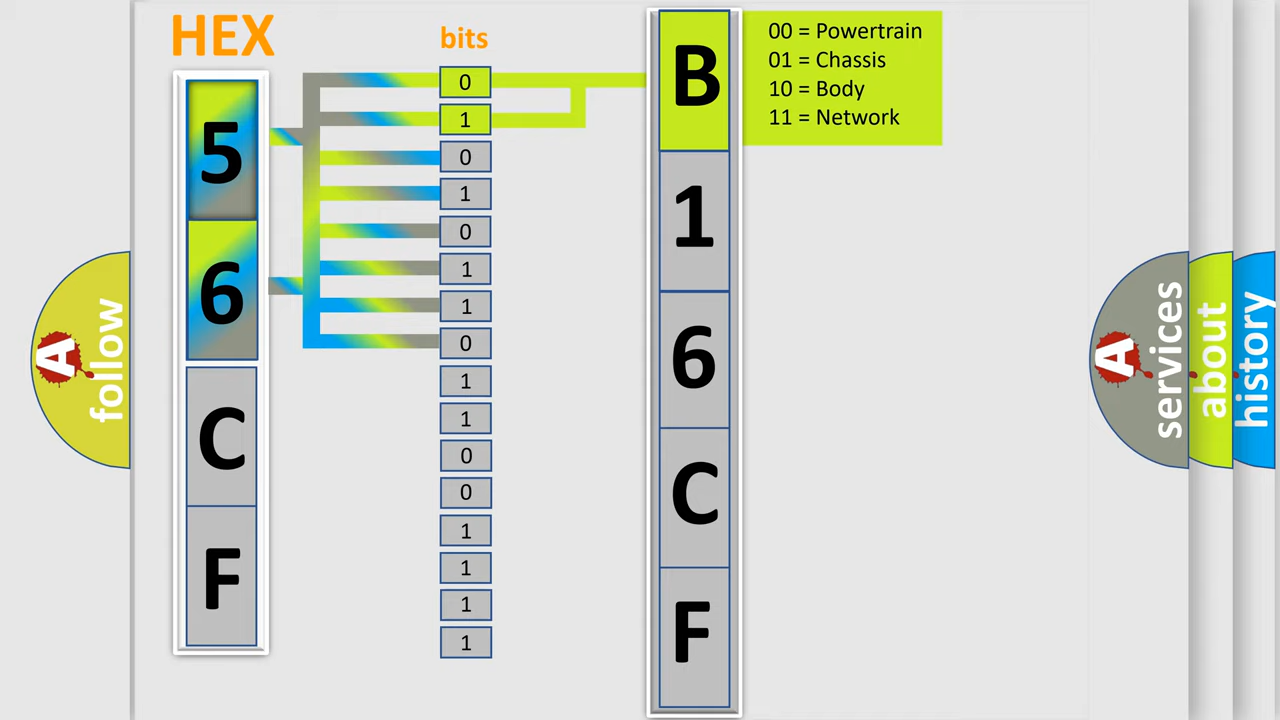 HEX
bits
5
6
C
F
0
1
0
1
0
1
1
0
1
1
0
0
1
1
1
1
B
1
6
C
F
00 = Powertrain
01 = Chassis
10 = Body
11 = Network
A
follow
A
services
about
history